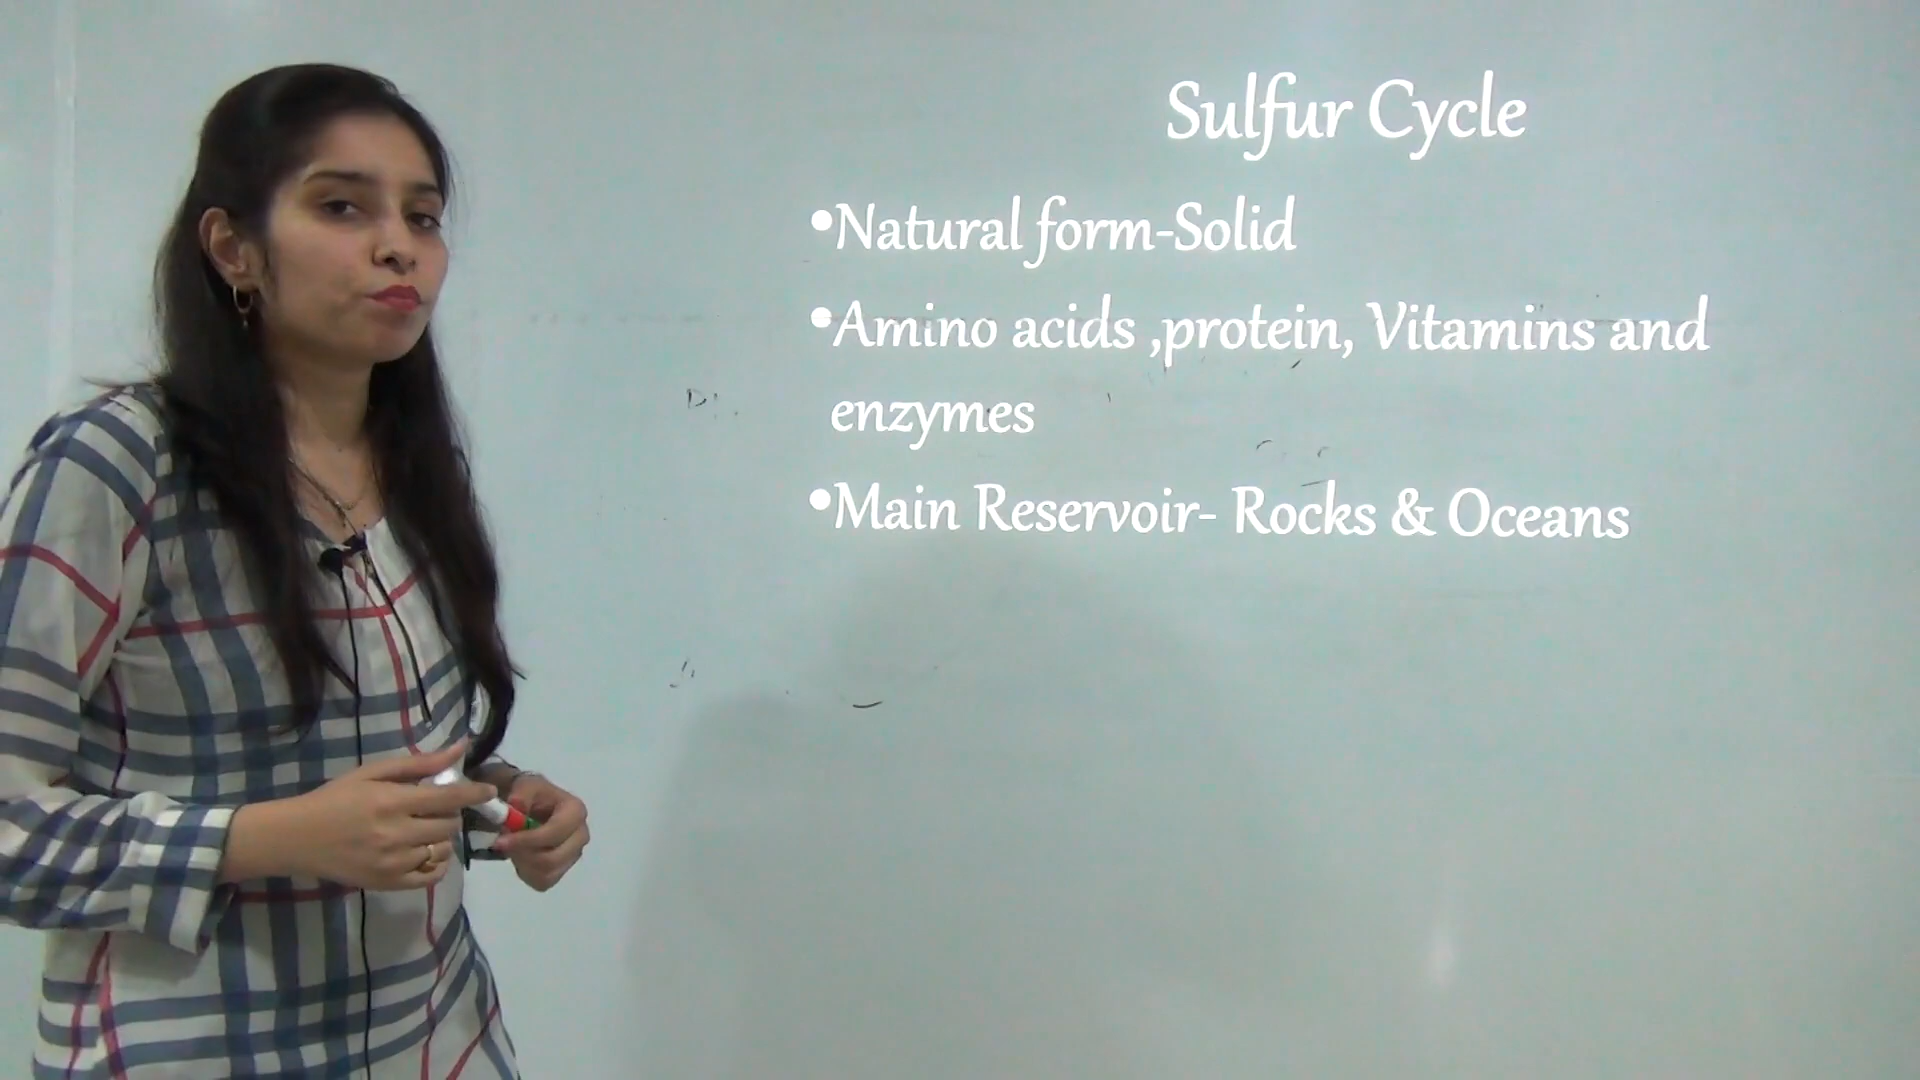 Sulfur Cycle
•Natural form-Solid
•Amino acids ,protein, Vitamins and
enzymes
•Main Reservoir- Rocks & Oceans